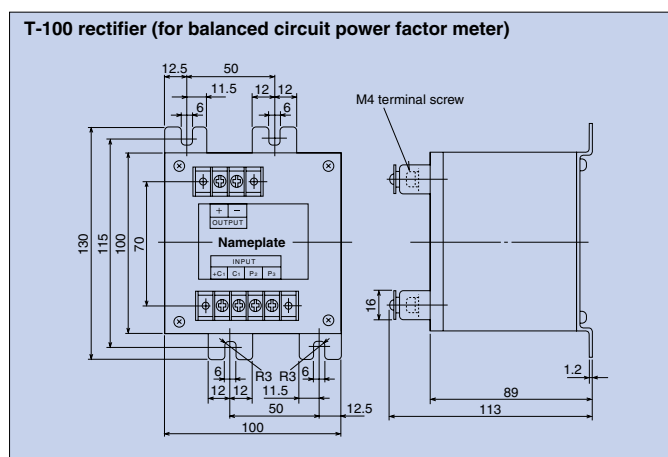 T-100 rectifier (for balanced circuit power factor meter)
12.5 50
11.5 12 12
6 6
M4 terminal screw
130
115
100
70
+ −
OUTPUT
Nameplate
INPUT
+C1 C1 P2 P3
16
6 R3 R3 6
12 12 11.5
50 12.5
100
1.2
89
113